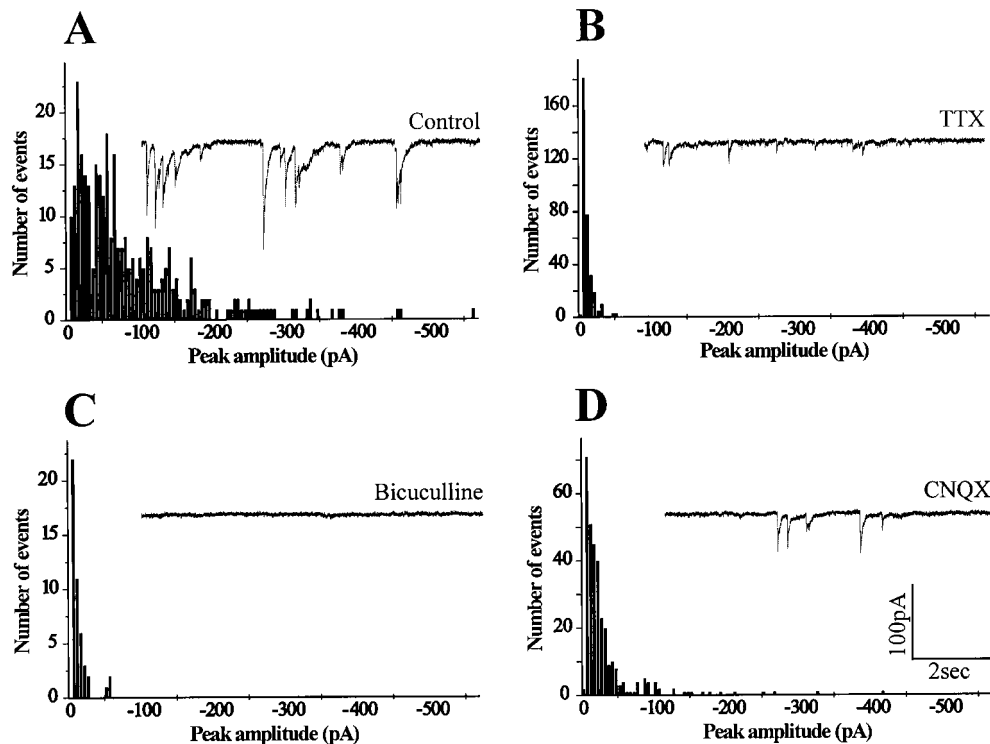 A
Number of events
20
15
10
5
0
Control
0 -100 -200 -300 -400 -500
Peak amplitude (pA)
B
Number of events
160
120
80
40
0
TTX
0 -100 -200 -300 -400 -500
Peak amplitude (pA)
C
Number of events
20
15
10
5
0
Bicuculline
0 -100 -200 -300 -400 -500
Peak amplitude (pA)
D
Number of events
60
40
20
0
CNQX
100pA
2sec
0 -100 -200 -300 -400 -500
Peak amplitude (pA)